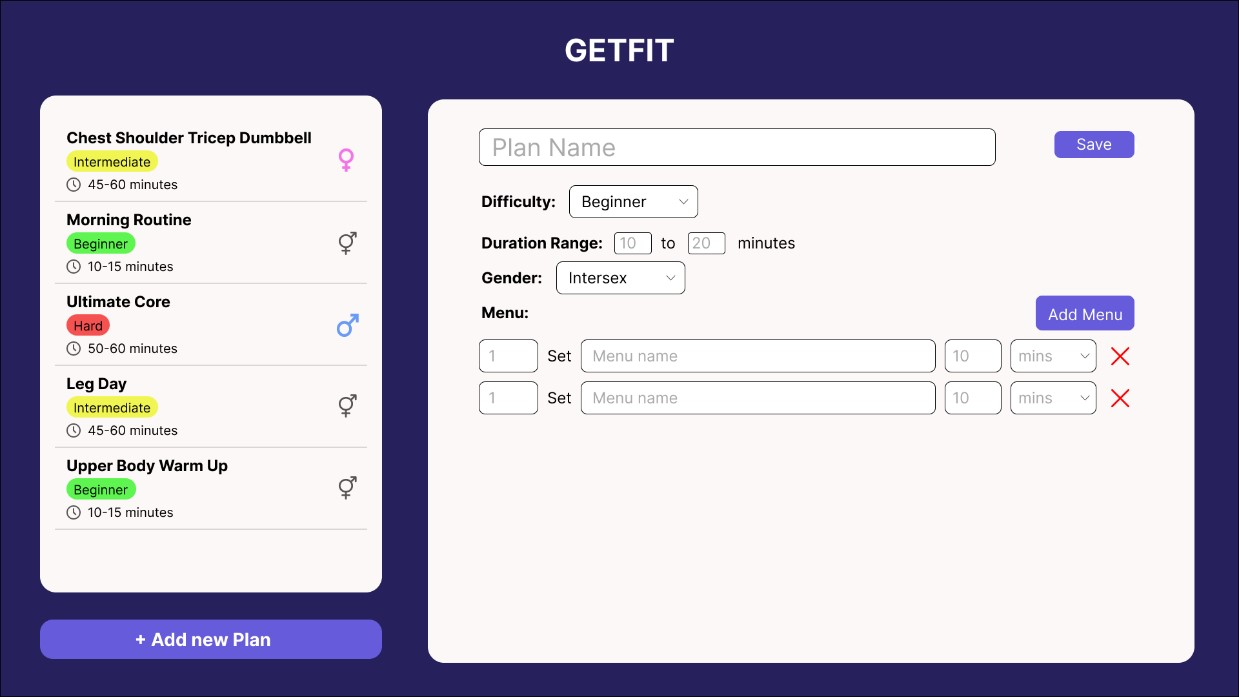 GETFIT
Chest Shoulder Tricep Dumbbell
Intermediate
45-60 minutes
Morning Routine
Beginner
10-15 minutes
Ultimate Core
Hard
50-60 minutes
Leg Day
Intermediate
45-60 minutes
Upper Body Warm Up
Beginner
10-15 minutes
+ Add new Plan
Plan Name
Save
Difficulty: Beginner
Duration Range: 10 to 20 minutes
Gender: Intersex
Menu: Add Menu
1 Set Menu name 10 mins
1 Set Menu name 10 mins